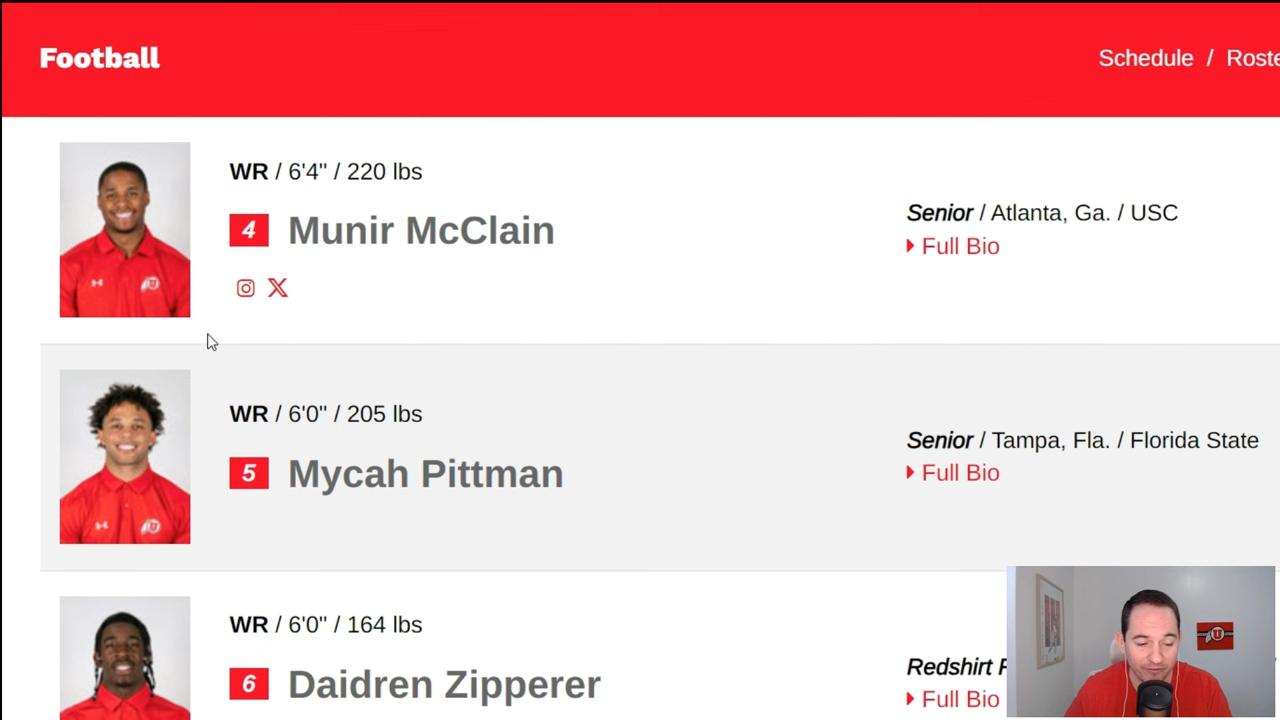 Football
Schedule / Roste
WR / 6'4" / 220 lbs
4 Munir McClain
Senior / Atlanta, Ga. / USC
Full Bio
WR / 6'0" / 205 lbs
5 Mycah Pittman
Senior / Tampa, Fla. / Florida State
Full Bio
WR / 6'0" / 164 lbs
6 Daidren Zipperer
Redshirt F
Full Bio